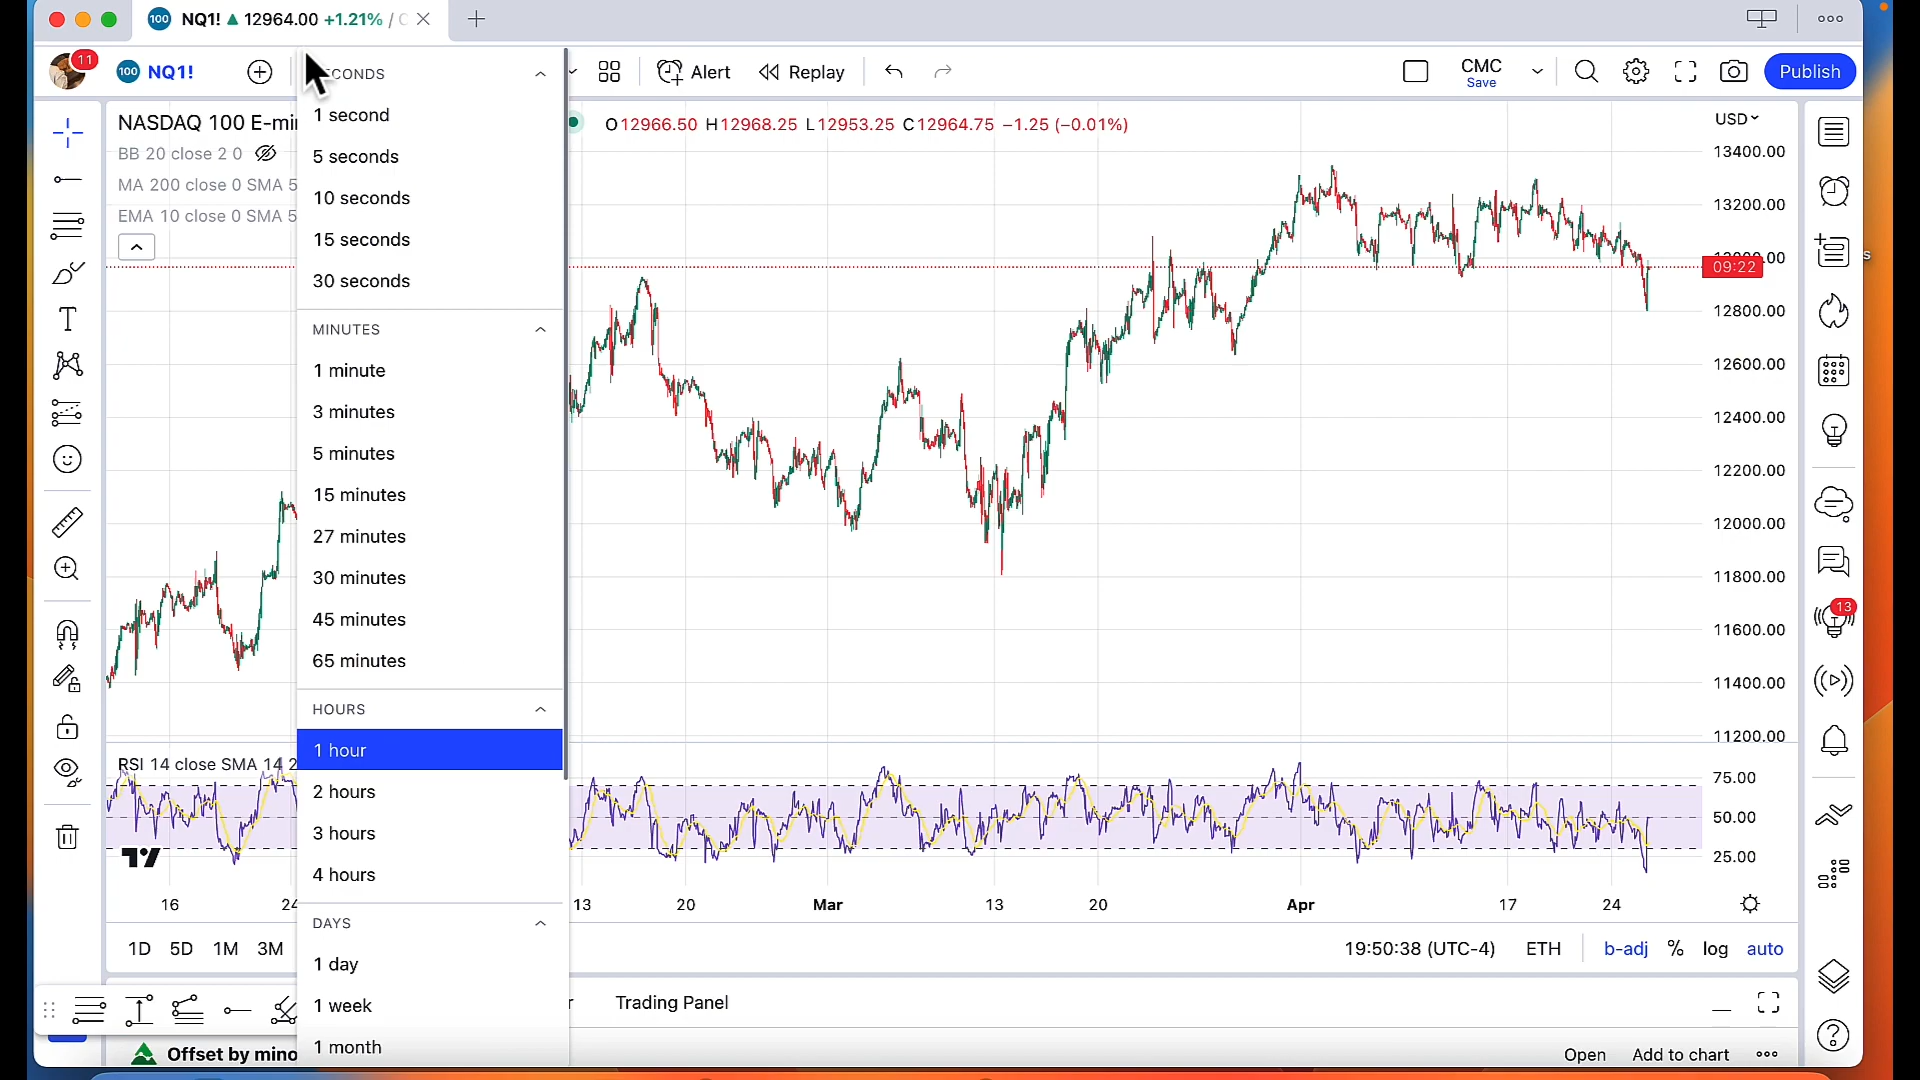 100 NQ1! ▲ 12964.00 +1.21% /
11
100 NQ1!
Alert
Replay
CMC
Save
Publish
NASDAQ 100 E-mi
O12966.50 H12968.25 L12953.25 C12964.75 −1.25 (−0.01%)
BB 20 close 2 0
MA 200 close 0 SMA 5
EMA 10 close 0 SMA 5
1 second
5 seconds
10 seconds
15 seconds
30 seconds
MINUTES
1 minute
3 minutes
5 minutes
15 minutes
27 minutes
30 minutes
45 minutes
65 minutes
HOURS
1 hour
2 hours
3 hours
4 hours
DAYS
1 day
1 week
1 month
USD
13400.00
13200.00
09:22
12800.00
12600.00
12400.00
12200.00
12000.00
11800.00
11600.00
11400.00
11200.00
13
RSI 14 close SMA 14 2
75.00
50.00
25.00
16 24 13 20 Mar 13 20 Apr 17 24
1D 5D 1M 3M
19:50:38 (UTC-4) ETH b-adj % log auto
Trading Panel
Offset by mino
Open Add to chart